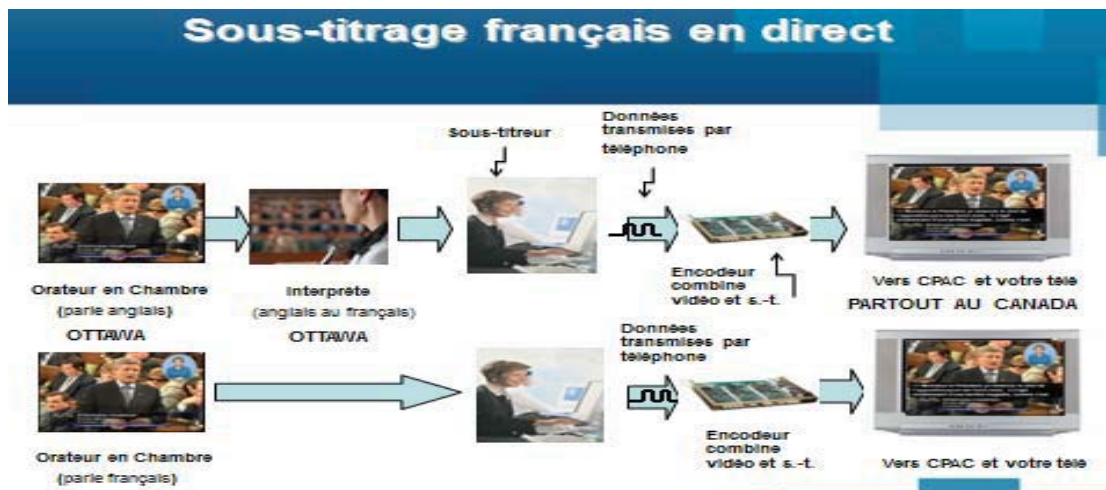 Sous-titrage français en direct
Sous-titreur
Données
transmises par
téléphone
Orateur en Chambre
(parle anglais)
OTTAWA
Interprète
(anglais au français)
OTTAWA
Encodeur
combine
vidéo et s.-t.
Vers CPAC et votre télé
PARTOUT AU CANADA
Données
transmises par
téléphone
Orateur en Chambre
(parle français)
Encodeur
combine
vidéo et s.-t.
Vers CPAC et votre télé